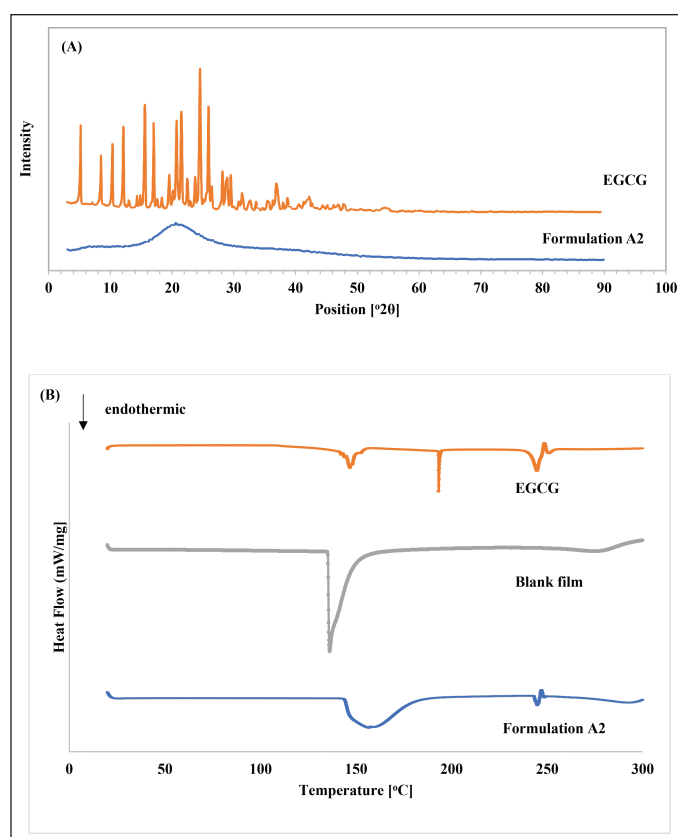 (A)
Intensity
EGCG
Formulation A2
0 10 20 30 40 50 60 70 80 90 100
Position [°2θ]
(B)
endothermic
Heat Flow (mW/mg)
EGCG
Blank film
Formulation A2
0 50 100 150 200 250 300
Temperature [°C]